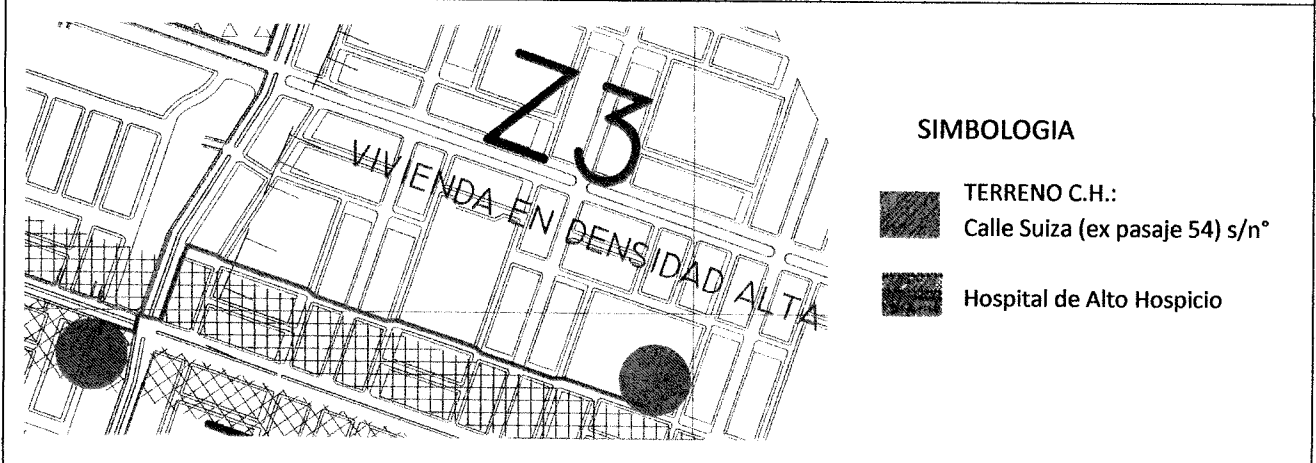 Z3
VIVIENDA EN DENSIDAD ALTA
SIMBOLOGIA
TERRENO C.H.:
Calle Suiza (ex pasaje 54) s/n°
Hospital de Alto Hospicio